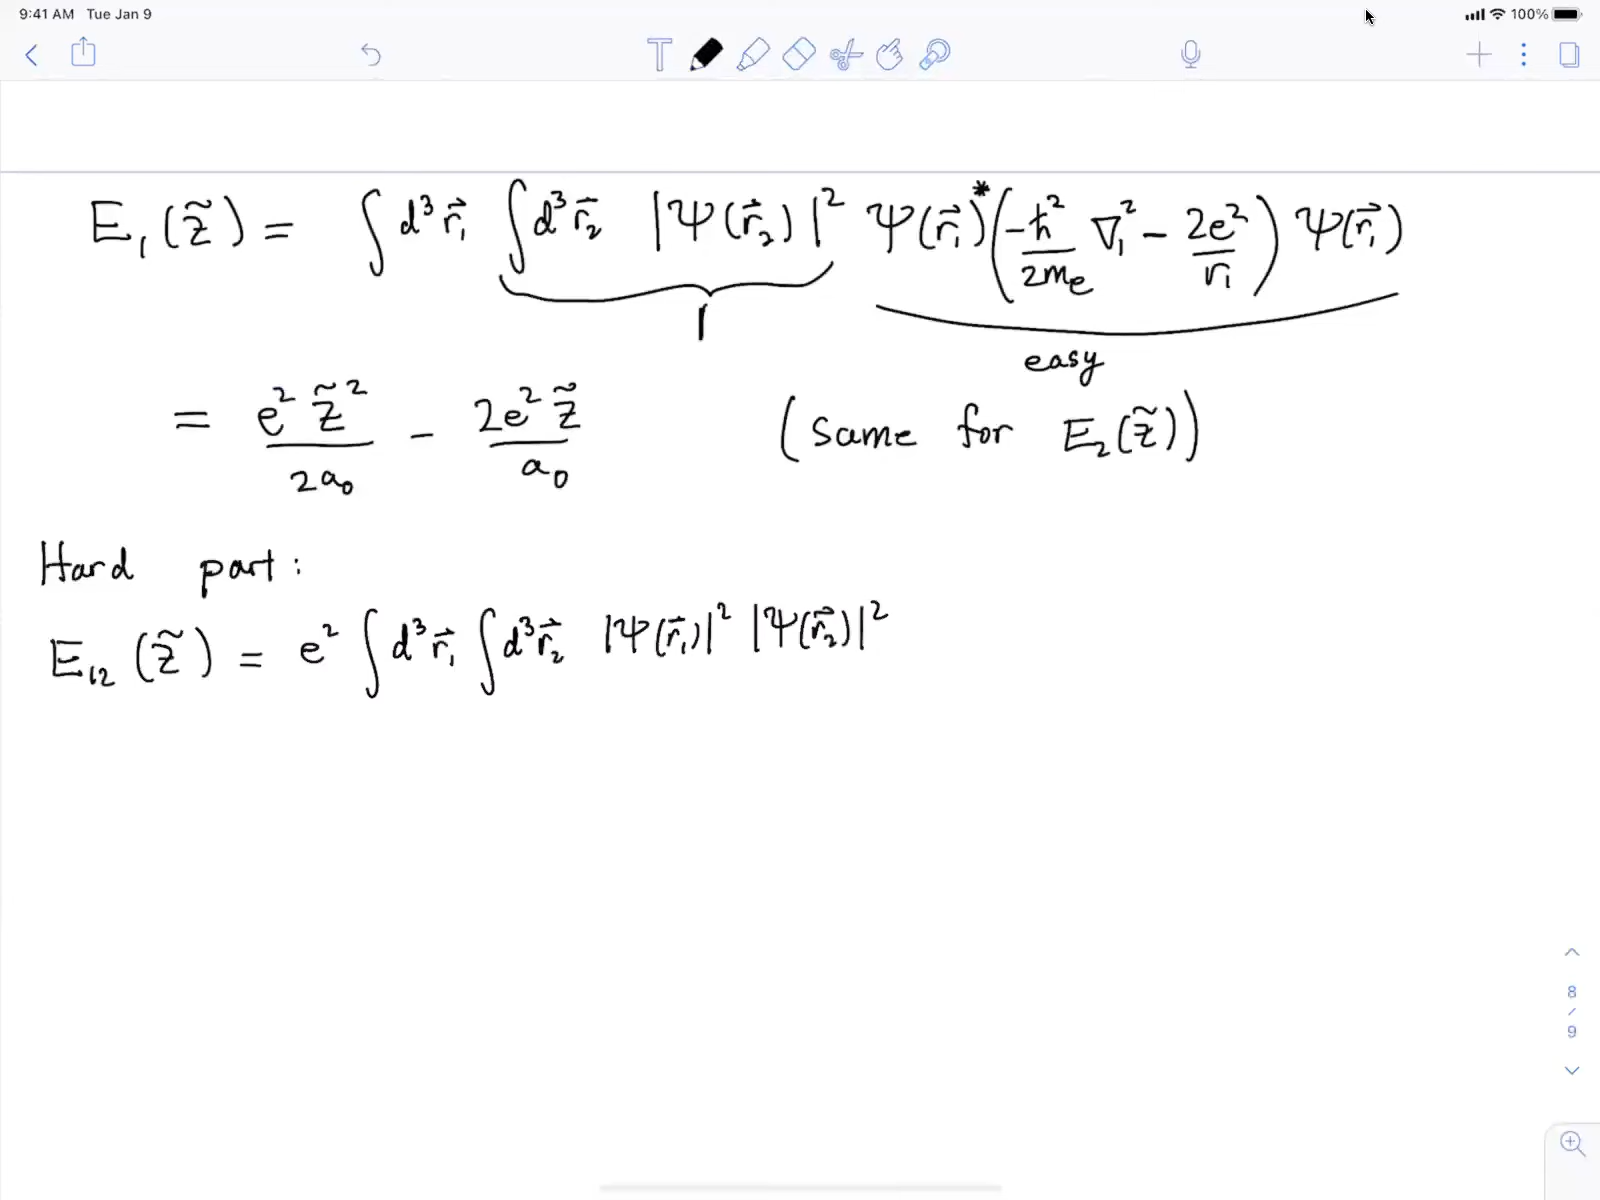 9:41 AM Tue Jan 9 100%
E₁(z̃) = ∫ d³r⃗₁ ∫ d³r⃗₂ |Ψ(r⃗₂)|² Ψ(r⃗₁)* (-ħ²/2mₑ ∇₁² - 2e²/r₁) Ψ(r⃗₁)
1
easy
= e² z̃²/2a₀ - 2e² z̃/a₀ (same for E₂(z̃))
Hard part:
E₁₂(z̃) = e² ∫ d³r⃗₁ ∫ d³r⃗₂ |Ψ(r⃗₁)|² |Ψ(r⃗₂)|²
8
/
9